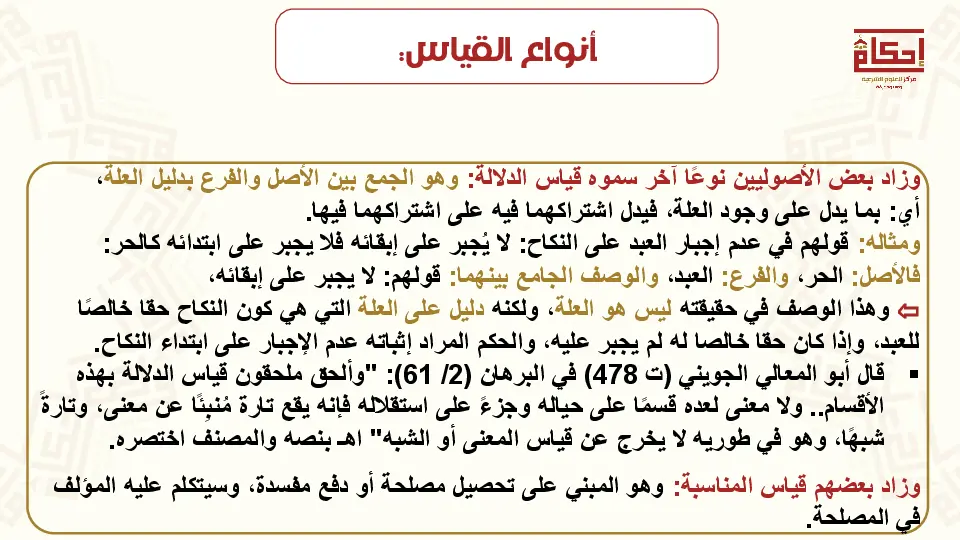 أنواع القياس:
إحكام
مركز للعلوم الشرعية
وزاد بعض الأصوليين نوعًا آخر سموه قياس الدلالة: وهو الجمع بين الأصل والفرع بدليل العلة،
أي: بما يدل على وجود العلة، فيدل اشتراكهما فيه على اشتراكهما فيها.
ومثاله: قولهم في عدم إجبار العبد على النكاح: لا يُجبر على إبقائه فلا يجبر على ابتدائه كالحر:
فالأصل: الحر، والفرع: العبد، والوصف الجامع بينهما: قولهم: لا يجبر على إبقائه،
⇦ وهذا الوصف في حقيقته ليس هو العلة، ولكنه دليل على العلة التي هي كون النكاح حقا خالصًا
للعبد، وإذا كان حقا خالصا له لم يجبر عليه، والحكم المراد إثباته عدم الإجبار على ابتداء النكاح.
▪ قال أبو المعالي الجويني (ت 478) في البرهان (2/ 61): "وألحق ملحقون قياس الدلالة بهذه
الأقسام.. ولا معنى لعده قسمًا على حياله وجزءً على استقلاله فإنه يقع تارة مُنبِئًا عن معنى، وتارةً
شبهًا، وهو في طوريه لا يخرج عن قياس المعنى أو الشبه" اهـ بنصه والمصنف اختصره.
وزاد بعضهم قياس المناسبة: وهو المبني على تحصيل مصلحة أو دفع مفسدة، وسيتكلم عليه المؤلف
في المصلحة.